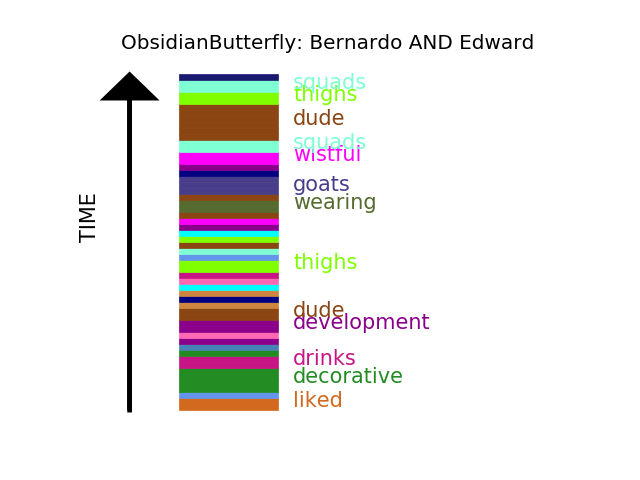 ObsidianButterfly: Bernardo AND Edward
squads
thighs
dude
squads
wistful
goats
wearing
TIME
thighs
dude
development
drinks
decorative
liked